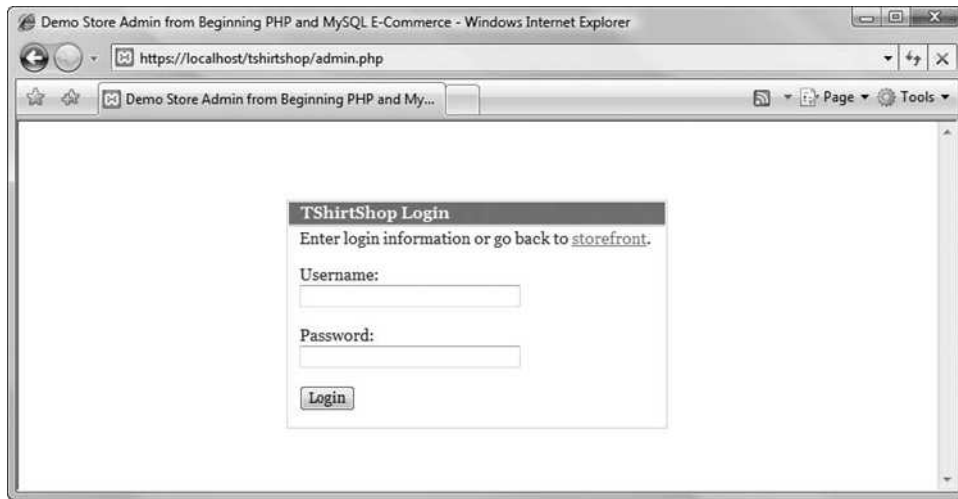 Demo Store Admin from Beginning PHP and MySQL E-Commerce - Windows Internet Explorer
https://localhost/tshirtshop/admin.php
Demo Store Admin from Beginning PHP and My...
Page
Tools
TShirtShop Login
Enter login information or go back to storefront.
Username:
Password:
Login